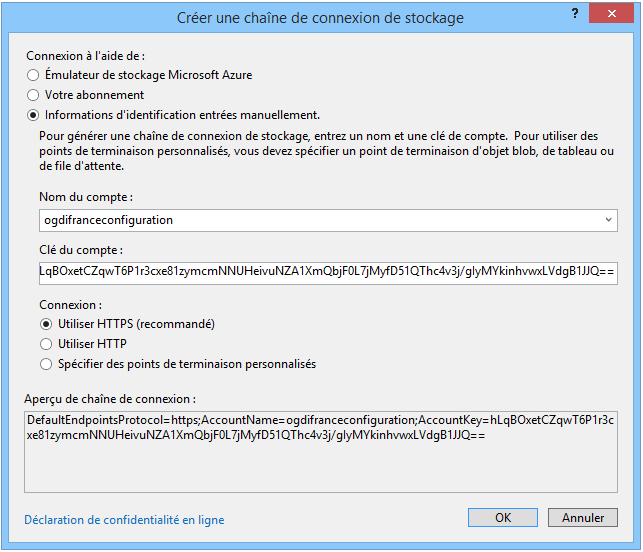 Créer une chaîne de connexion de stockage
?
Connexion à l'aide de :
Émulateur de stockage Microsoft Azure
Votre abonnement
Informations d'identification entrées manuellement.
Pour générer une chaîne de connexion de stockage, entrez un nom et une clé de compte. Pour utiliser des
points de terminaison personnalisés, vous devez spécifier un point de terminaison d'objet blob, de tableau ou
de file d'attente.
Nom du compte :
ogdifranceconfiguration
Clé du compte :
LqBOxetCZqwT6P1r3cxe81zymcmNNUHeivuNZA1XmQbjF0L7jMyfD51QThc4v3j/glyMYkinhvwxLVdgB1JJQ==
Connexion :
Utiliser HTTPS (recommandé)
Utiliser HTTP
Spécifier des points de terminaison personnalisés
Aperçu de chaîne de connexion :
DefaultEndpointsProtocol=https;AccountName=ogdifranceconfiguration;AccountKey=hLqBOxetCZqwT6P1r3c
xe81zymcmNNUHeivuNZA1XmQbjF0L7jMyfD51QThc4v3j/glyMYkinhvwxLVdgB1JJQ==
Déclaration de confidentialité en ligne
OK
Annuler